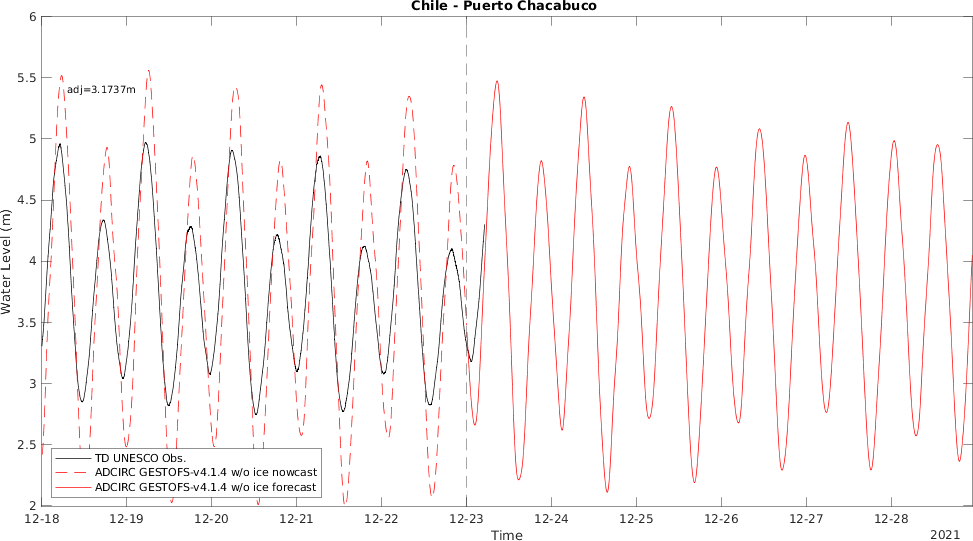 Chile - Puerto Chacabuco
6
5.5
5
4.5
4
3.5
3
2.5
2
Water Level (m)
adj=3.1737m
TD UNESCO Obs.
ADCIRC GESTOFS-v4.1.4 w/o ice nowcast
ADCIRC GESTOFS-v4.1.4 w/o ice forecast
12-18 12-19 12-20 12-21 12-22 12-23 12-24 12-25 12-26 12-27 12-28
Time
2021